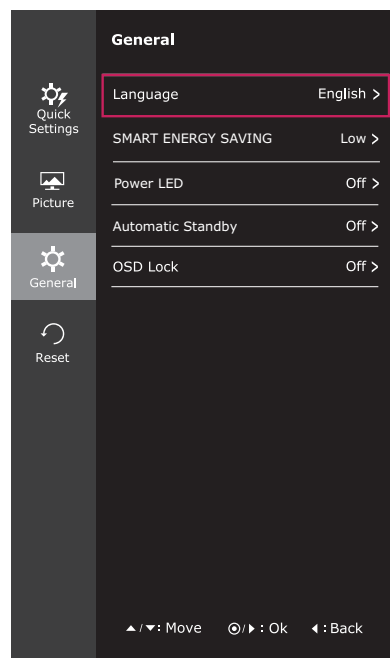 General
Quick
Settings
Picture
General
Reset
Language English >
SMART ENERGY SAVING Low >
Power LED Off >
Automatic Standby Off >
OSD Lock Off >
▲/▼: Move ◉/▶: Ok ◀: Back